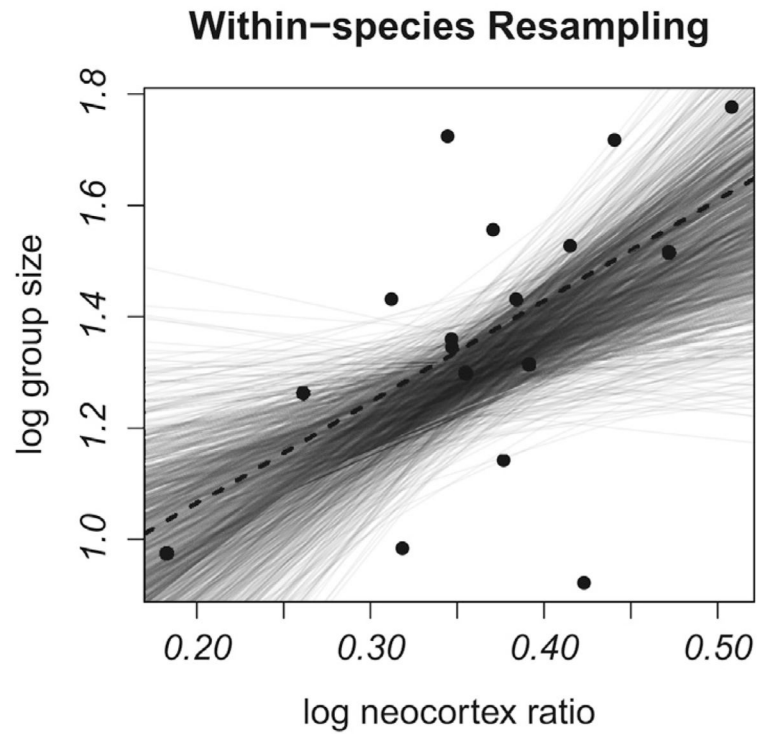 Within−species Resampling
1.8
1.6
1.4
1.2
1.0
log group size
0.20 0.30 0.40 0.50
log neocortex ratio